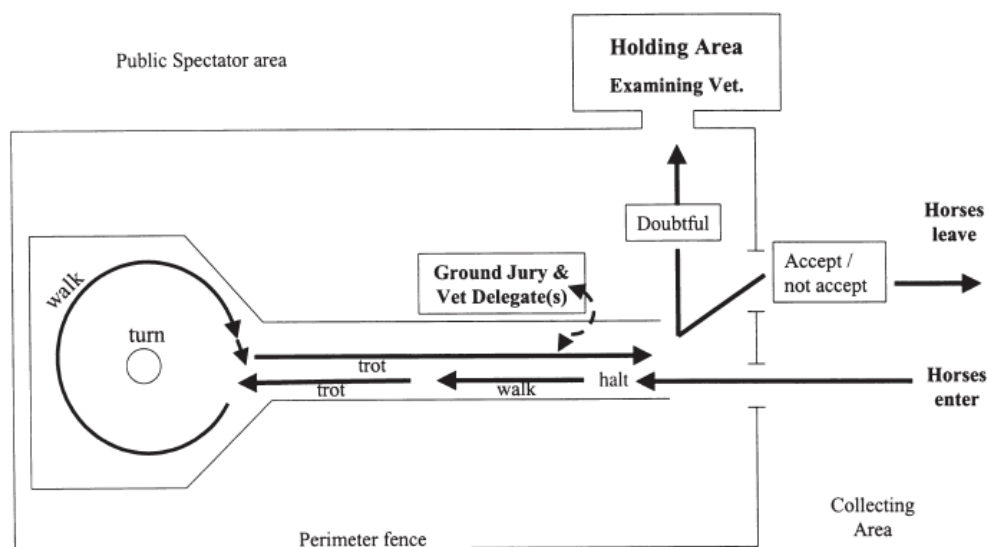 Public Spectator area
Holding Area
Examining Vet.
Doubtful
Horses
leave
Accept /
not accept
Ground Jury &
Vet Delegate(s)
walk
turn
trot
trot
walk
halt
Horses
enter
Collecting
Area
Perimeter fence